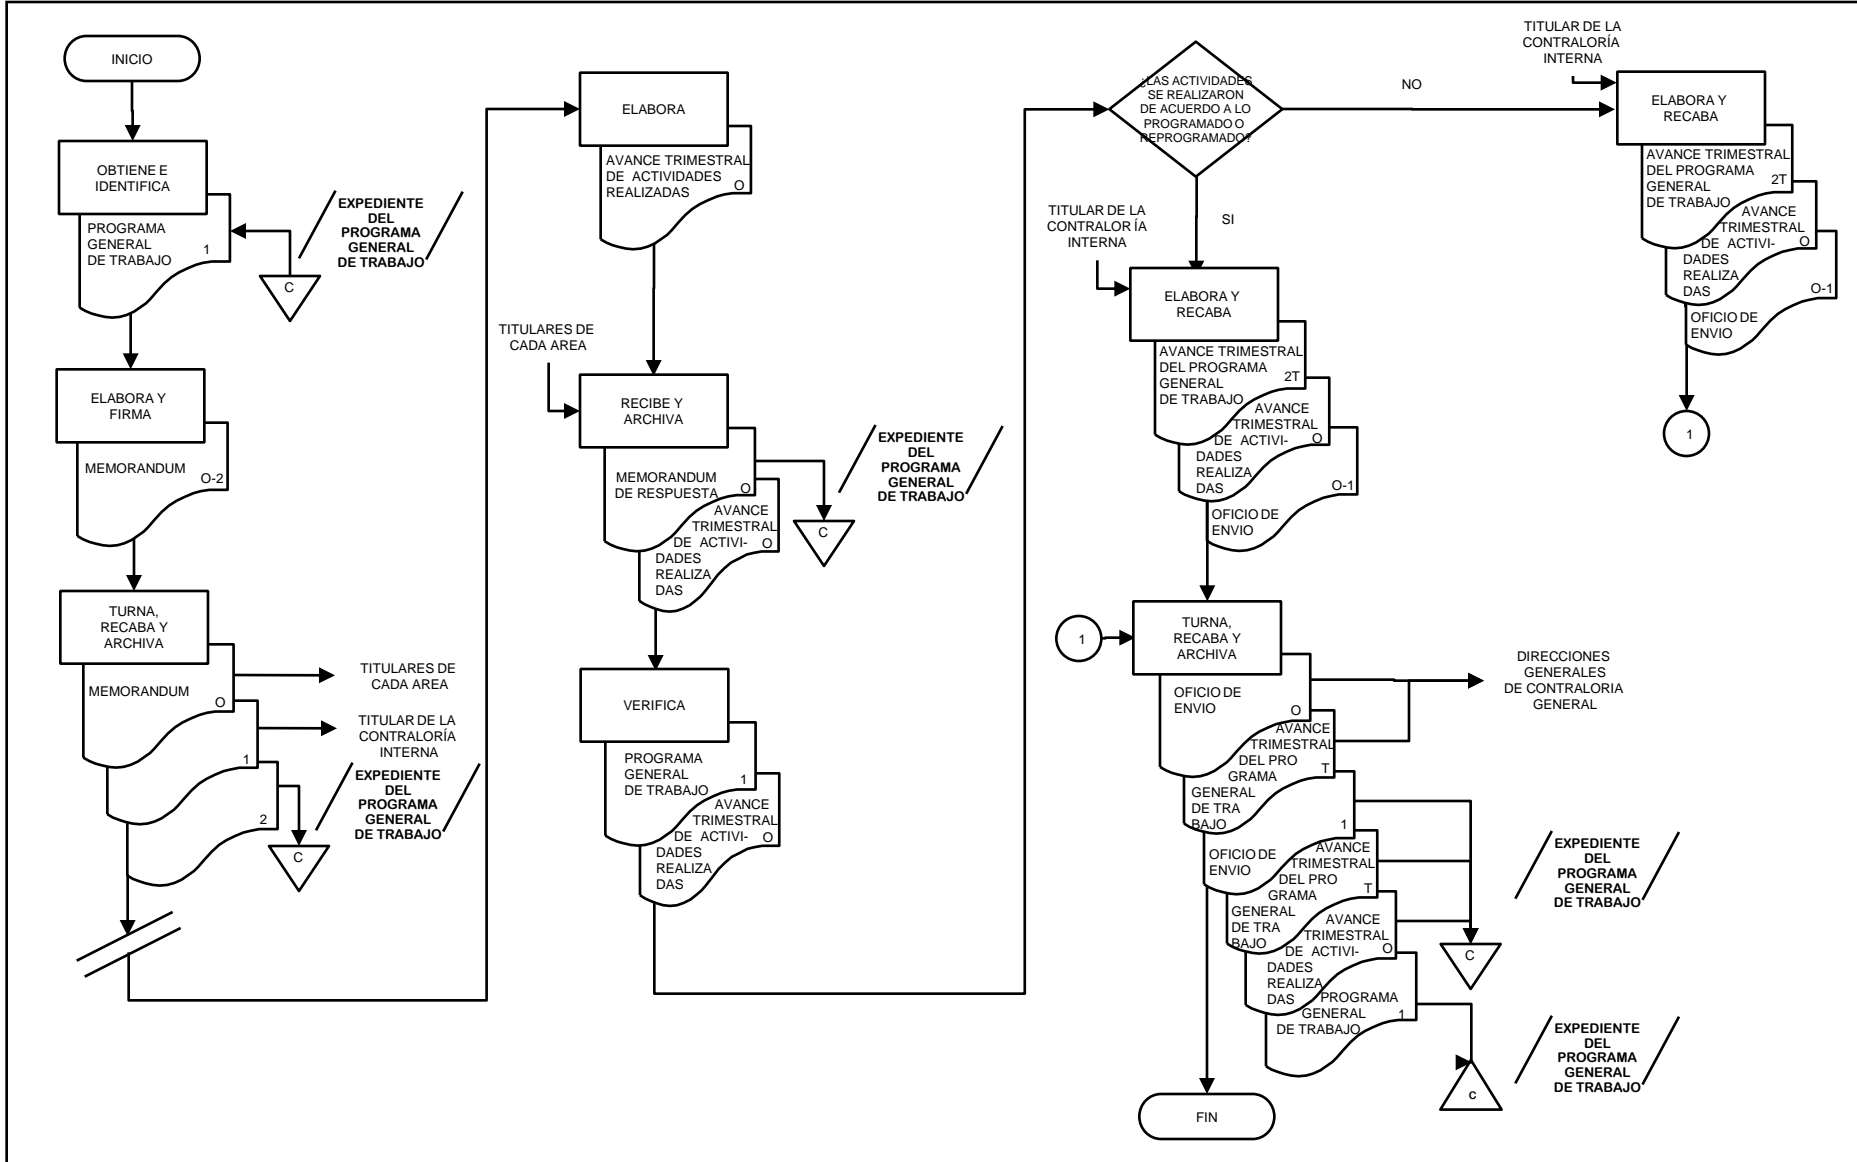 INICIO
OBTIENE E
IDENTIFICA
PROGRAMA
GENERAL
DE TRABAJO
1
EXPEDIENTE
DEL
PROGRAMA
GENERAL
DE TRABAJO
C
ELABORA Y
FIRMA
MEMORANDUM
O-2
TURNA,
RECABA Y
ARCHIVA
MEMORANDUM
O
TITULARES DE
CADA AREA
1
TITULAR DE LA
CONTRALORÍA
INTERNA
2
EXPEDIENTE
DEL
PROGRAMA
GENERAL
DE TRABAJO
C
ELABORA
AVANCE TRIMESTRAL
DE ACTIVIDADES
REALIZADAS
O
TITULARES DE
CADA AREA
RECIBE Y
ARCHIVA
MEMORANDUM
DE RESPUESTA
O
AVANCE
TRIMESTRAL
DE ACTIVI-
O
DADES
REALIZA
DAS
EXPEDIENTE
DEL
PROGRAMA
GENERAL
DE TRABAJO
C
VERIFICA
PROGRAMA
GENERAL
DE TRABAJO
1
AVANCE
TRIMESTRAL
DE ACTIVI-
O
DADES
REALIZA
DAS
¿LAS ACTIVIDADES
SE REALIZARON
DE ACUERDO A LO
PROGRAMADO O
REPROGRAMADO?
NO
SI
TITULAR DE LA
CONTRALOR ÍA
INTERNA
ELABORA Y
RECABA
AVANCE TRIMESTRAL
DEL PROGRAMA
GENERAL
DE TRABAJO
2T
AVANCE
TRIMESTRAL
DE ACTIVI-
O
DADES
REALIZA
DAS
O-1
OFICIO DE
ENVIO
1
TURNA,
RECABA Y
ARCHIVA
OFICIO DE
ENVIO
O
DIRECCIONES
GENERALES
DE CONTRALORIA
GENERAL
AVANCE
TRIMESTRAL
DEL PRO
GRAMA
T
GENERAL
DE TRA
BAJO
1
OFICIO DE
ENVIO
AVANCE
TRIMESTRAL
DEL PRO
GRAMA
T
GENERAL
DE TRA
BAJO
AVANCE
TRIMESTRAL
DE ACTIVI-
O
DADES
REALIZA
DAS
PROGRAMA
GENERAL
DE TRABAJO
1
EXPEDIENTE
DEL
PROGRAMA
GENERAL
DE TRABAJO
C
EXPEDIENTE
DEL
PROGRAMA
GENERAL
DE TRABAJO
c
FIN
TITULAR DE LA
CONTRALORÍA
INTERNA
ELABORA Y
RECABA
AVANCE TRIMESTRAL
DEL PROGRAMA
GENERAL
DE TRABAJO
2T
AVANCE
TRIMESTRAL
DE ACTIVI-
O
DADES
REALIZA
DAS
O-1
OFICIO DE
ENVIO
1